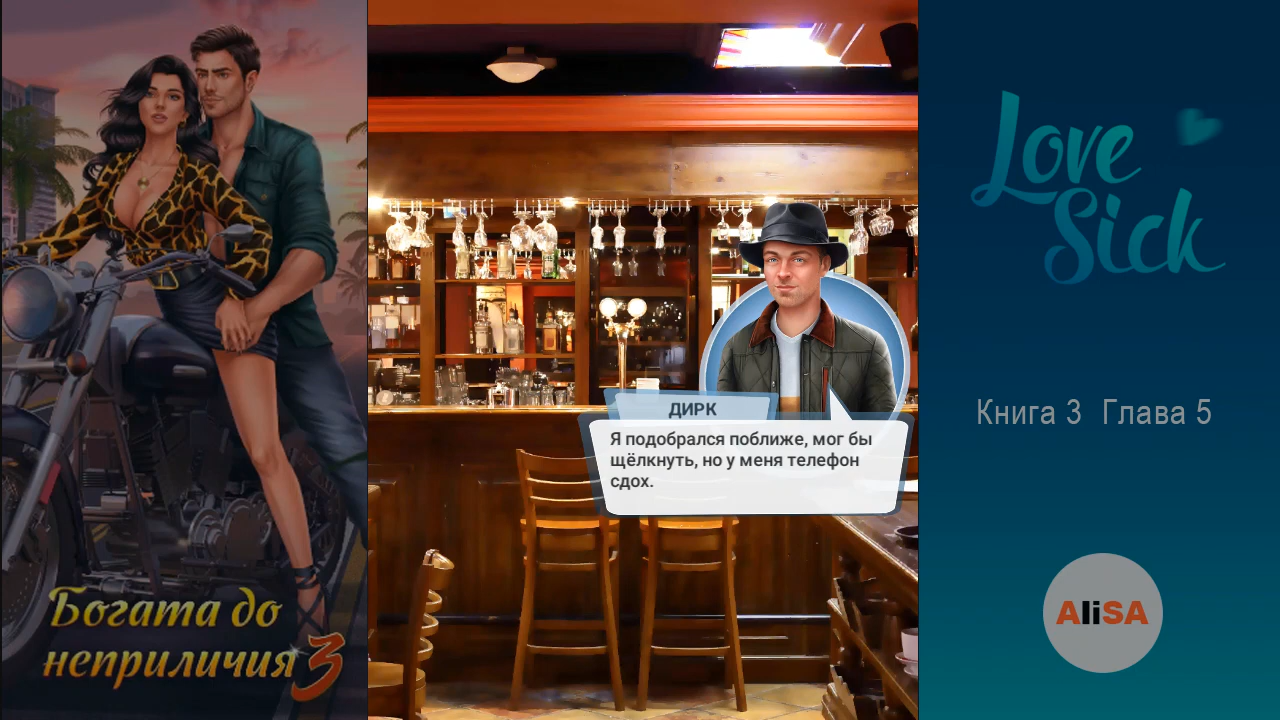 Богата до
неприличия 3
ДИРК
Я подобрался поближе, мог бы
щёлкнуть, но у меня телефон
сдох.
Love
Sick
Книга 3 Глава 5
AliSA